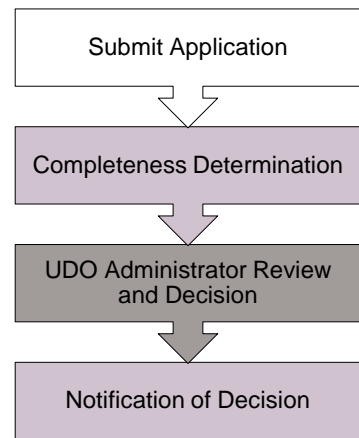 Submit Application
Completeness Determination
UDO Administrator Review
and Decision
Notification of Decision